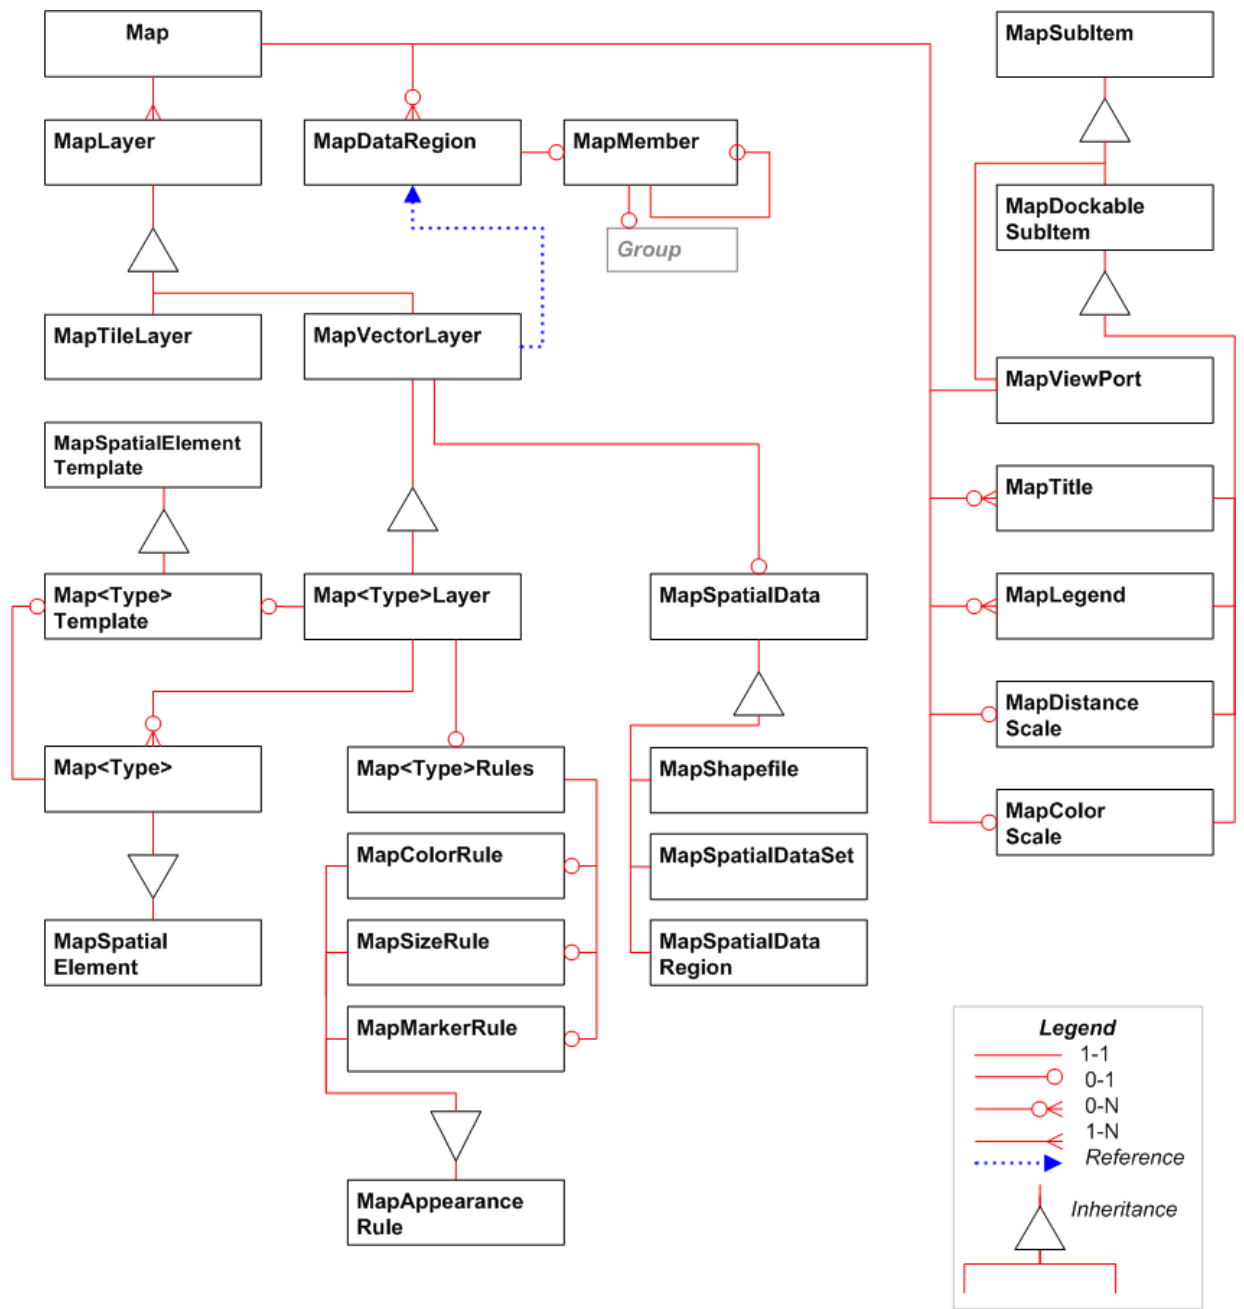 Map
MapSubItem
MapLayer
MapDataRegion
MapMember
MapDockable
SubItem
Group
MapTileLayer
MapVectorLayer
MapViewPort
MapSpatialElement
Template
MapTitle
Map<Type>
Template
Map<Type>Layer
MapSpatialData
MapLegend
MapDistance
Scale
Map<Type>
Map<Type>Rules
MapShapefile
MapColor
Scale
MapColorRule
MapSpatialDataSet
MapSpatial
Element
MapSizeRule
MapSpatialData
Region
MapMarkerRule
MapAppearance
Rule
Legend
1-1
0-1
0-N
1-N
Reference
Inheritance